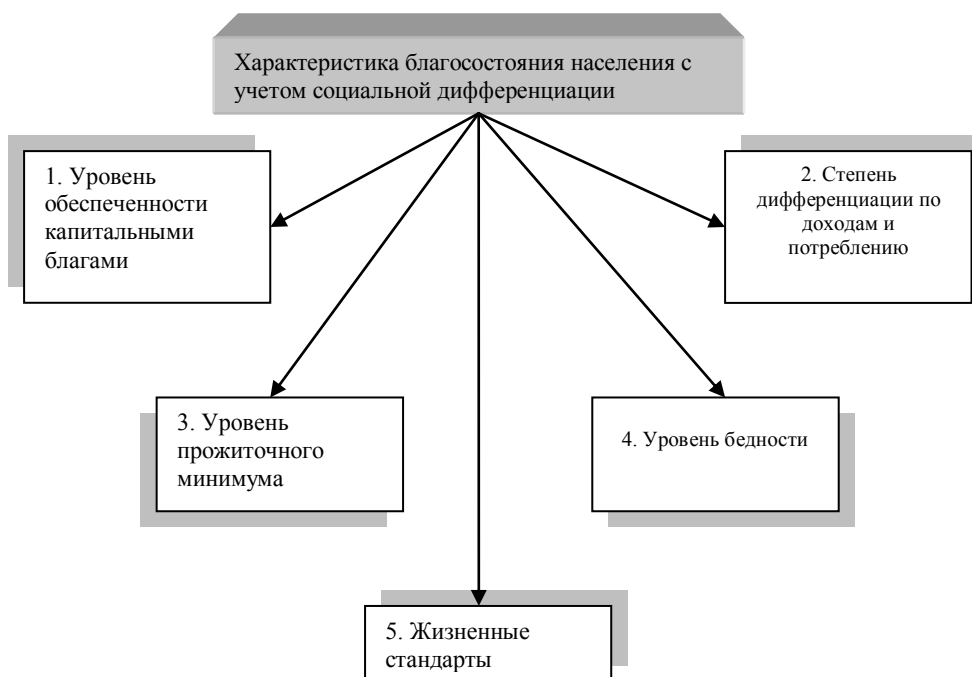 Характеристика благосостояния населения с
учетом социальной дифференциации
1. Уровень
обеспеченности
капитальными
благами
2. Степень
дифференциации по
доходам и
потреблению
3. Уровень
прожиточного
минимума
4. Уровень бедности
5. Жизненные
стандарты